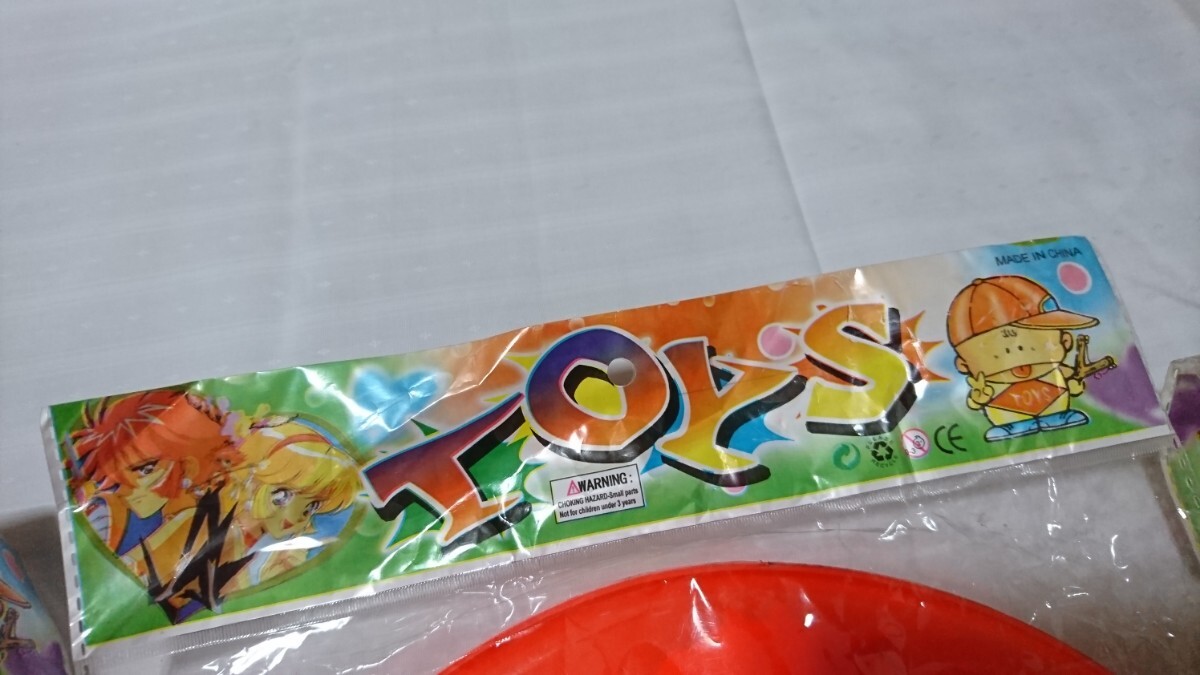 MADE IN CHINA
TOYS
TOYS
WARNING:
CHOKING HAZARD-Small parts
Not for children under 3 years
CE